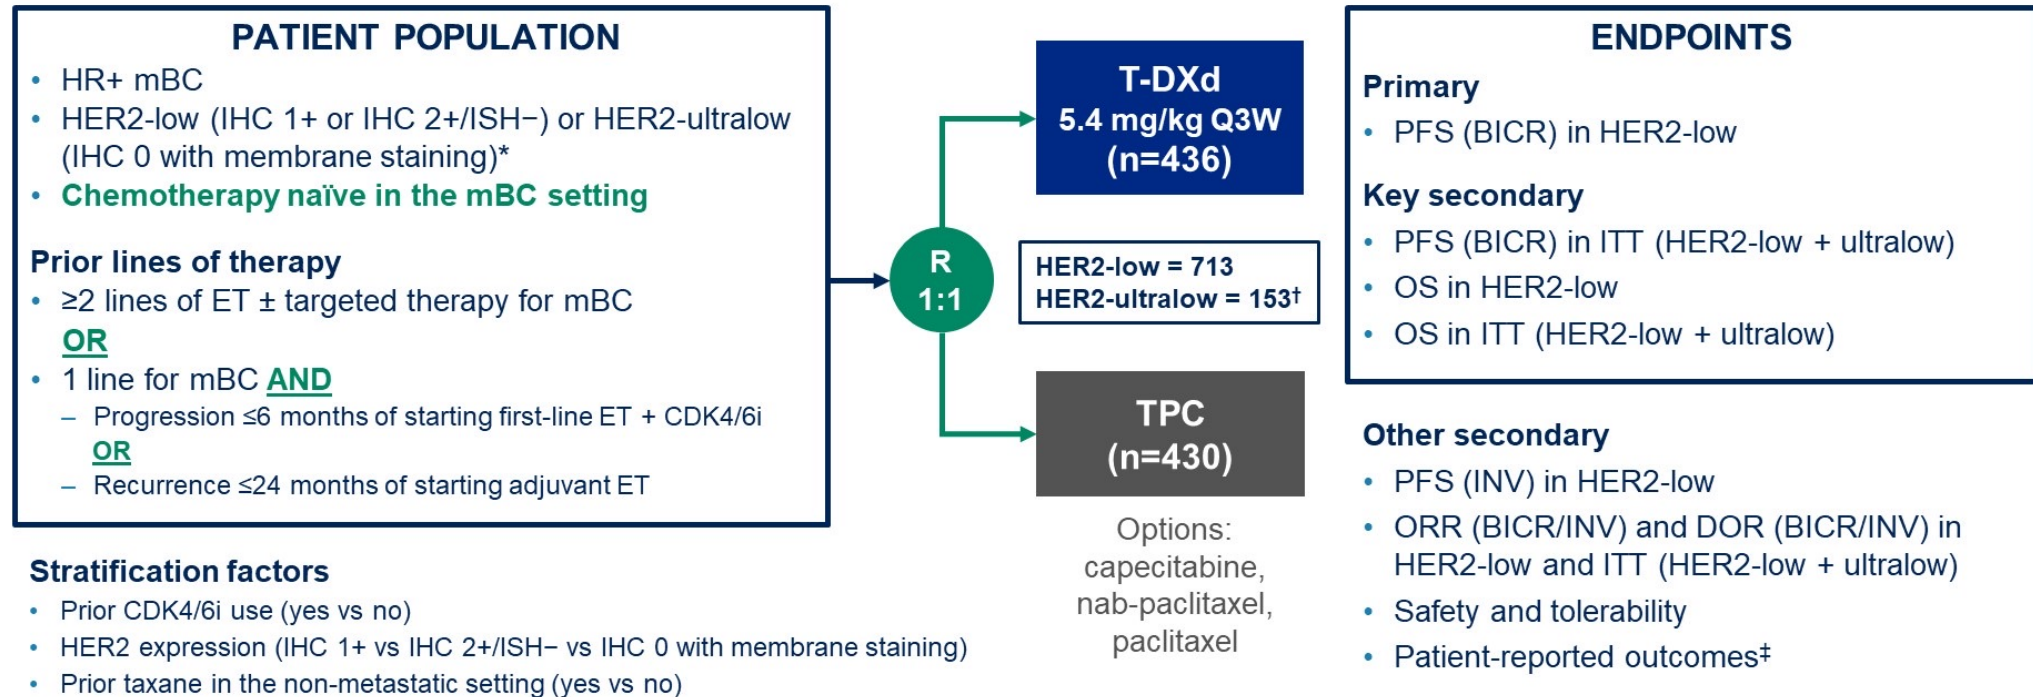 PATIENT POPULATION
• HR+ mBC
• HER2-low (IHC 1+ or IHC 2+/ISH−) or HER2-ultralow
(IHC 0 with membrane staining)*
• Chemotherapy naïve in the mBC setting
Prior lines of therapy
• ≥2 lines of ET ± targeted therapy for mBC
OR
• 1 line for mBC AND
– Progression ≤6 months of starting first-line ET + CDK4/6i
OR
– Recurrence ≤24 months of starting adjuvant ET
Stratification factors
• Prior CDK4/6i use (yes vs no)
• HER2 expression (IHC 1+ vs IHC 2+/ISH− vs IHC 0 with membrane staining)
• Prior taxane in the non-metastatic setting (yes vs no)
R
1:1
T-DXd
5.4 mg/kg Q3W
(n=436)
HER2-low = 713
HER2-ultralow = 153†
TPC
(n=430)
Options:
capecitabine,
nab-paclitaxel,
paclitaxel
ENDPOINTS
Primary
• PFS (BICR) in HER2-low
Key secondary
• PFS (BICR) in ITT (HER2-low + ultralow)
• OS in HER2-low
• OS in ITT (HER2-low + ultralow)
Other secondary
• PFS (INV) in HER2-low
• ORR (BICR/INV) and DOR (BICR/INV) in
HER2-low and ITT (HER2-low + ultralow)
• Safety and tolerability
• Patient-reported outcomes‡